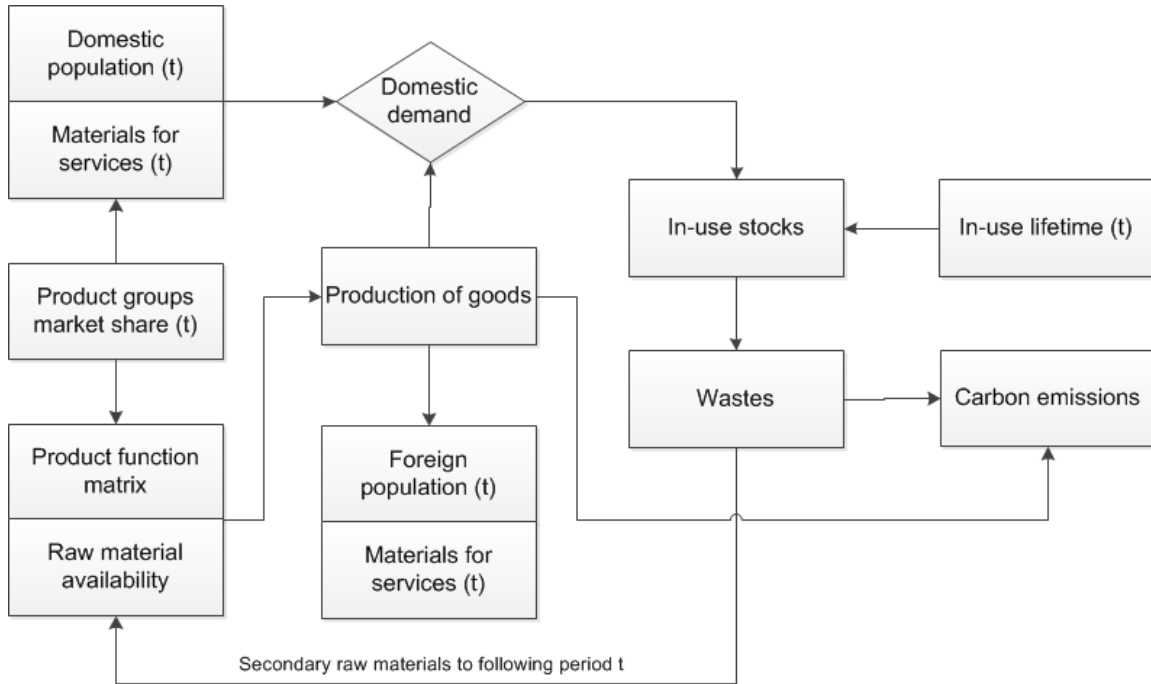 Domestic
population (t)
Materials for
services (t)
Domestic
demand
In-use stocks
In-use lifetime (t)
Product groups
market share (t)
Production of goods
Wastes
Carbon emissions
Product function
matrix
Raw material
availability
Foreign
population (t)
Materials for
services (t)
Secondary raw materials to following period t